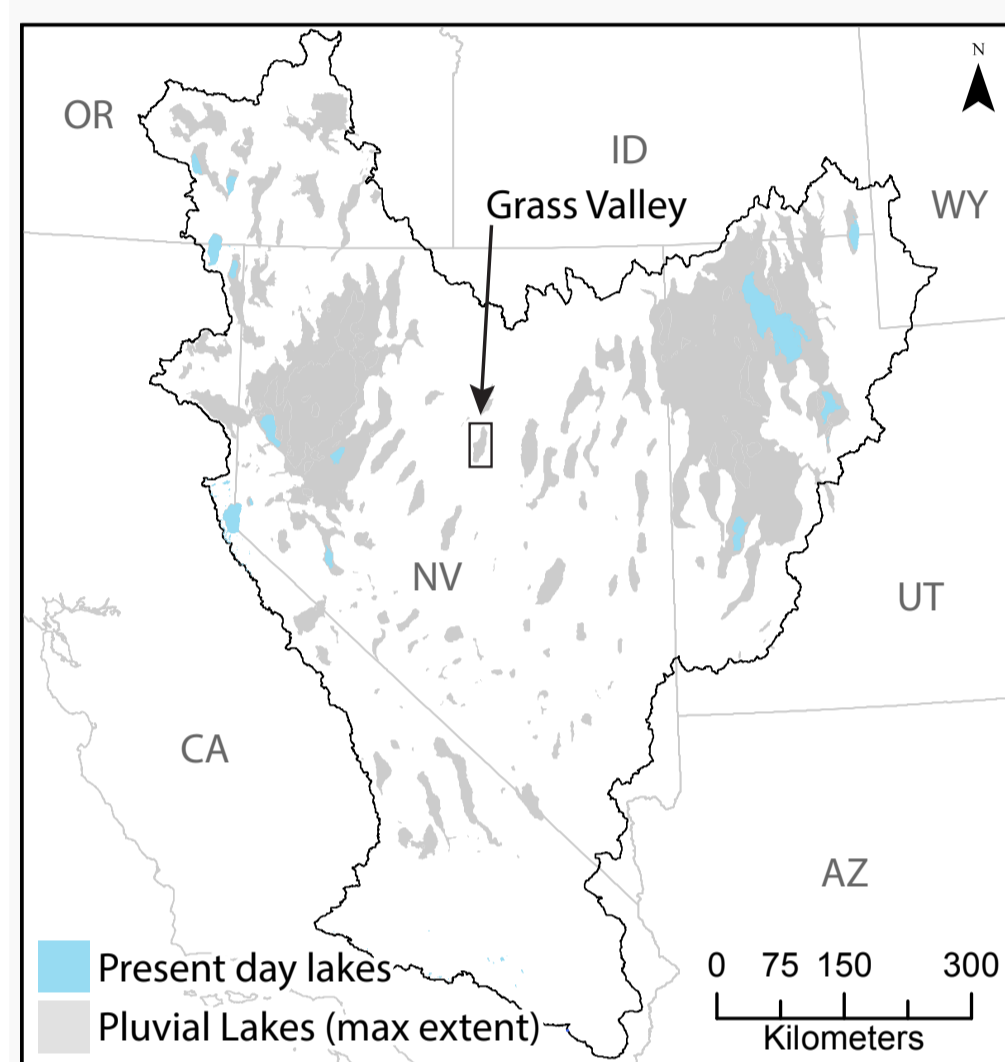 N
OR
ID
WY
Grass Valley
NV
UT
CA
AZ
Present day lakes
Pluvial Lakes (max extent)
0 75 150 300
Kilometers